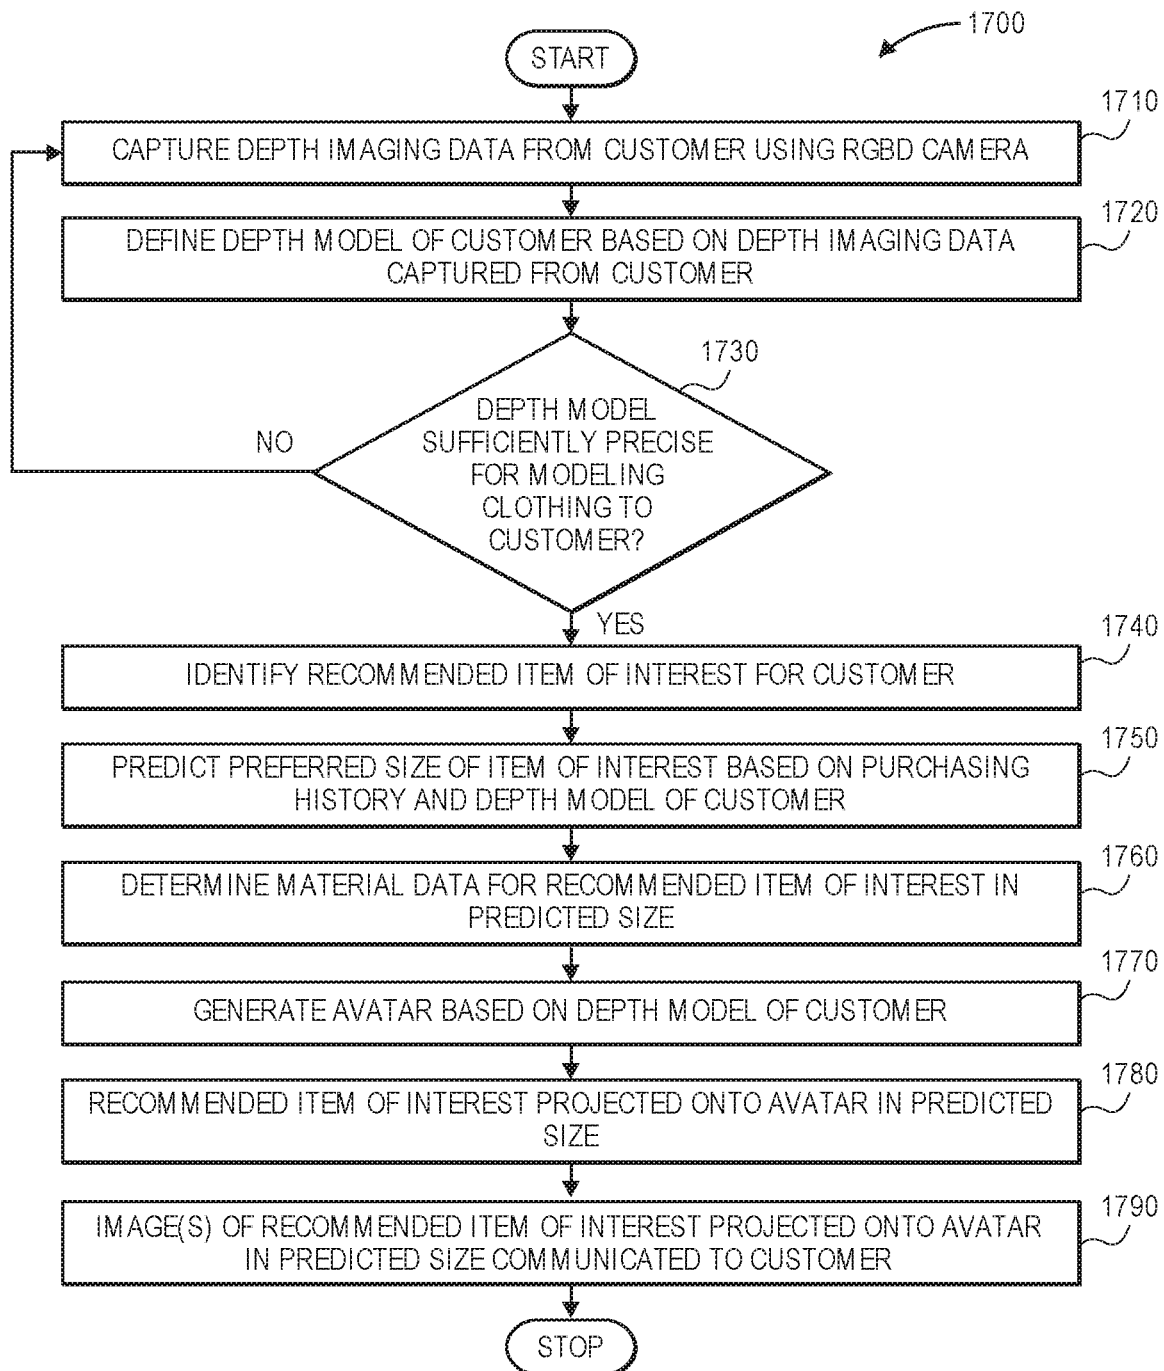 1700
START
1710
CAPTURE DEPTH IMAGING DATA FROM CUSTOMER USING RGBD CAMERA
1720
DEFINE DEPTH MODEL OF CUSTOMER BASED ON DEPTH IMAGING DATA
CAPTURED FROM CUSTOMER
1730
DEPTH MODEL
SUFFICIENTLY PRECISE
FOR MODELING
CLOTHING TO
CUSTOMER?
NO
YES
1740
IDENTIFY RECOMMENDED ITEM OF INTEREST FOR CUSTOMER
1750
PREDICT PREFERRED SIZE OF ITEM OF INTEREST BASED ON PURCHASING
HISTORY AND DEPTH MODEL OF CUSTOMER
1760
DETERMINE MATERIAL DATA FOR RECOMMENDED ITEM OF INTEREST IN
PREDICTED SIZE
1770
GENERATE AVATAR BASED ON DEPTH MODEL OF CUSTOMER
1780
RECOMMENDED ITEM OF INTEREST PROJECTED ONTO AVATAR IN PREDICTED
SIZE
1790
IMAGE(S) OF RECOMMENDED ITEM OF INTEREST PROJECTED ONTO AVATAR
IN PREDICTED SIZE COMMUNICATED TO CUSTOMER
STOP